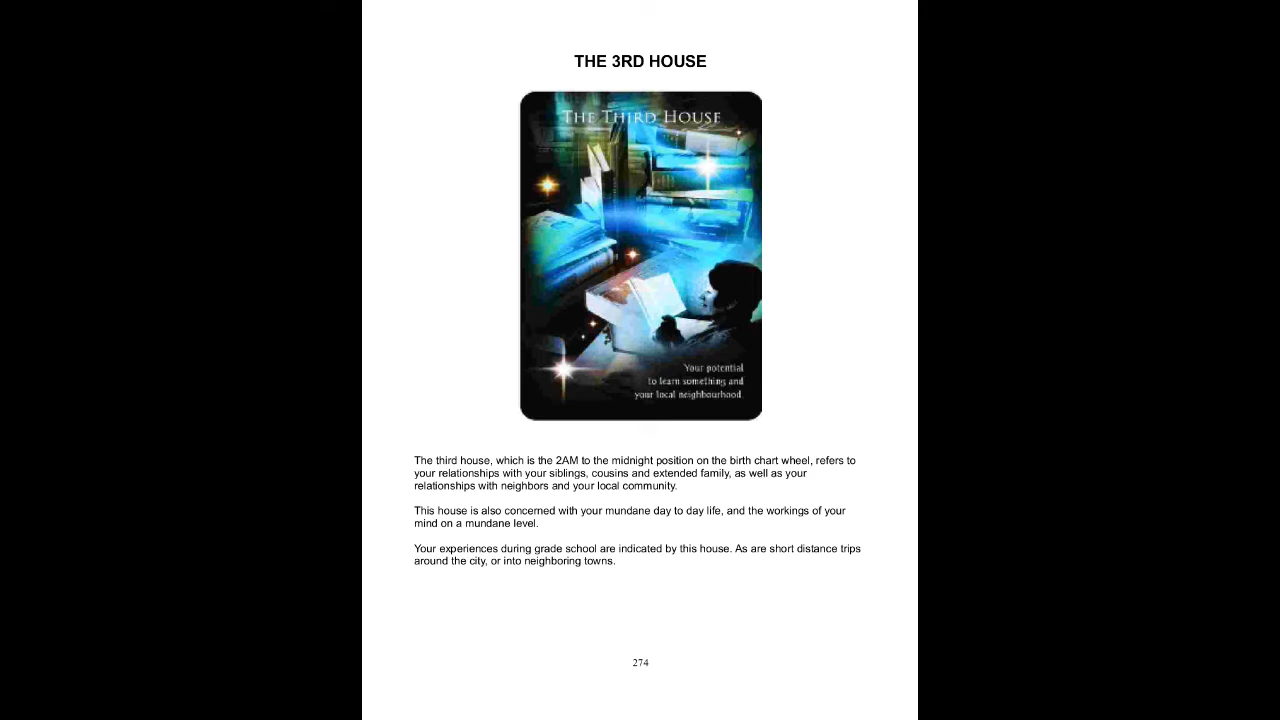 THE 3RD HOUSE
THE THIRD HOUSE
Your potential
to learn something and
your local neighbourhood
The third house, which is the 2AM to the midnight position on the birth chart wheel, refers to
your relationships with your siblings, cousins and extended family, as well as your
relationships with neighbors and your local community.
This house is also concerned with your mundane day to day life, and the workings of your
mind on a mundane level.
Your experiences during grade school are indicated by this house. As are short distance trips
around the city, or into neighboring towns.
274